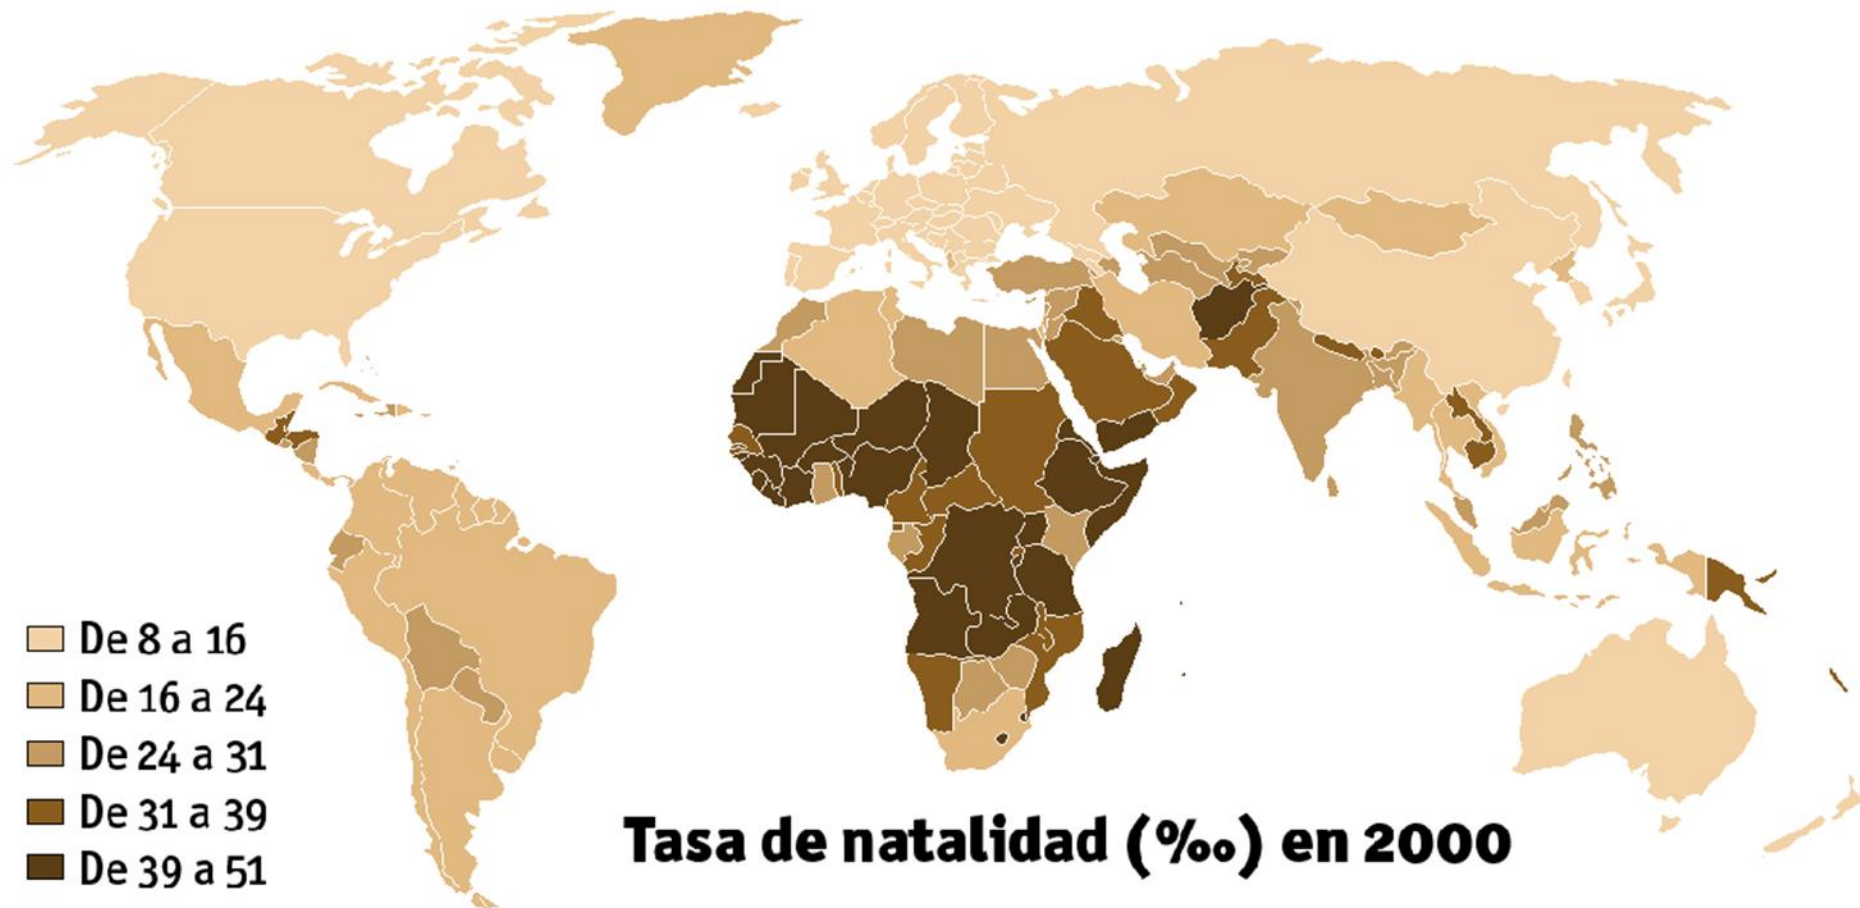 De 8 a 16
De 16 a 24
De 24 a 31
De 31 a 39
De 39 a 51
Tasa de natalidad (‰) en 2000